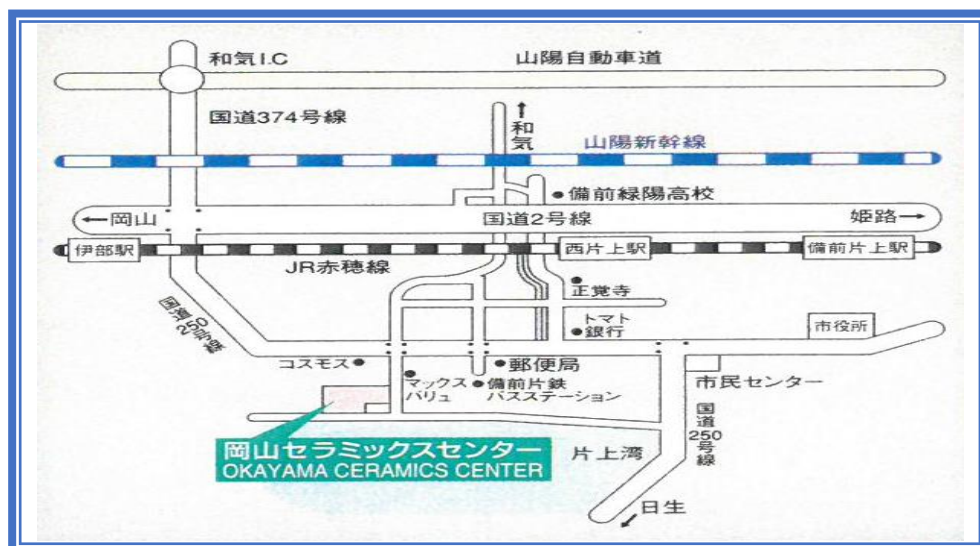 和気I.C
山陽自動車道
国道374号線
和気
山陽新幹線
備前緑陽高校
←岡山
国道2号線
姫路→
伊部駅
西片上駅
備前片上駅
JR赤穂線
正覚寺
国道250号線
トマト
銀行
市役所
コスモス
郵便局
マックス
バリュ
備前片鉄
バスステーション
市民センター
国道250号線
岡山セラミックスセンター
OKAYAMA CERAMICS CENTER
片上湾
日生